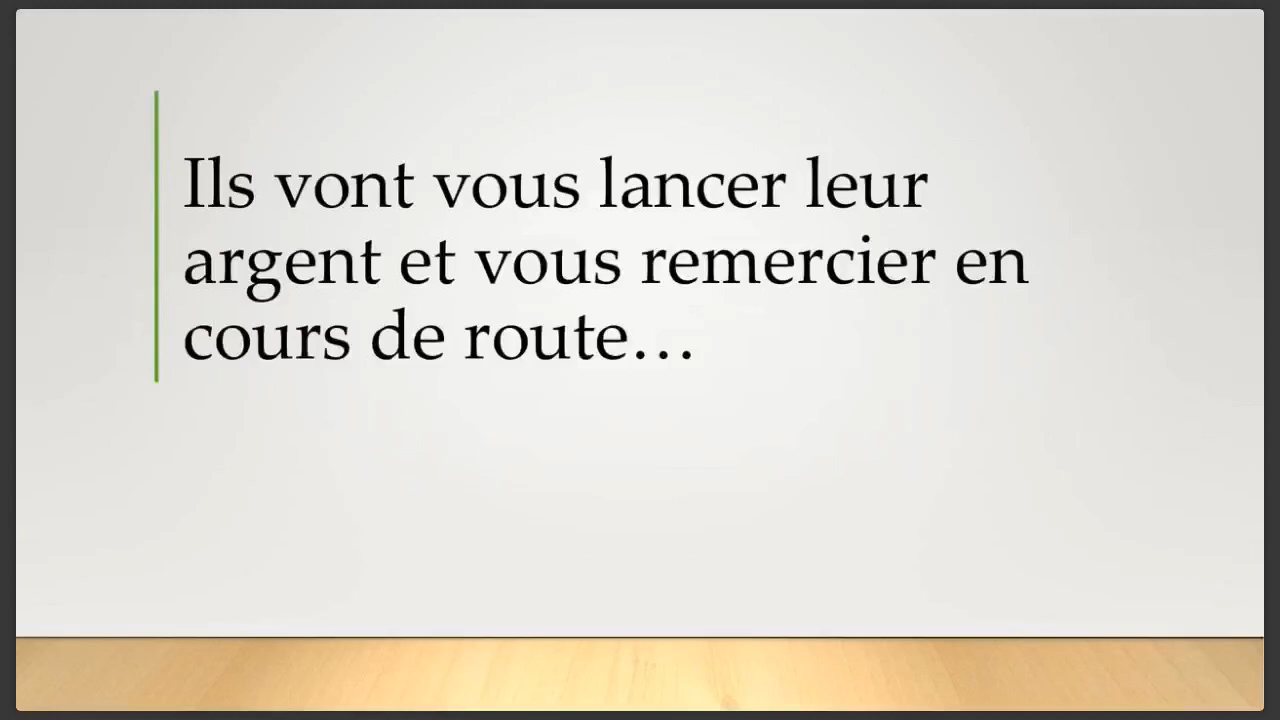 Ils vont vous lancer leur
argent et vous remercier en
cours de route…